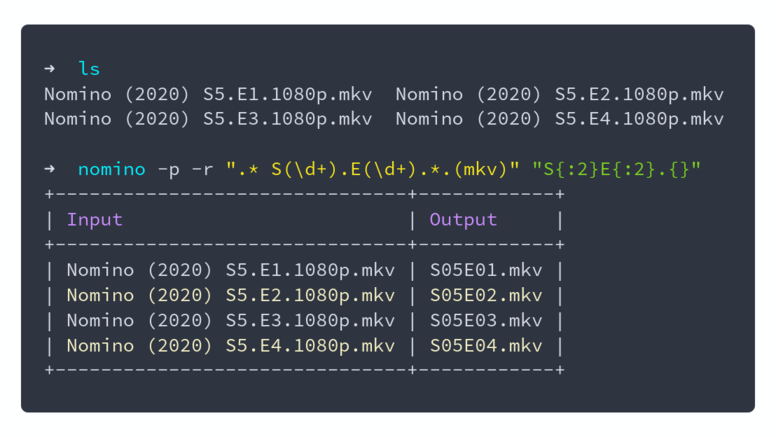 ➜  ls
Nomino (2020) S5.E1.1080p.mkv  Nomino (2020) S5.E2.1080p.mkv
Nomino (2020) S5.E3.1080p.mkv  Nomino (2020) S5.E4.1080p.mkv
➜  nomino -p -r ".* S(\d+).E(\d+).*.(mkv)" "S{:2}E{:2}.{}"
+-------------------------------+------------+
| Input                         | Output     |
+-------------------------------+------------+
| Nomino (2020) S5.E1.1080p.mkv | S05E01.mkv |
| Nomino (2020) S5.E2.1080p.mkv | S05E02.mkv |
| Nomino (2020) S5.E3.1080p.mkv | S05E03.mkv |
| Nomino (2020) S5.E4.1080p.mkv | S05E04.mkv |
+-------------------------------+------------+